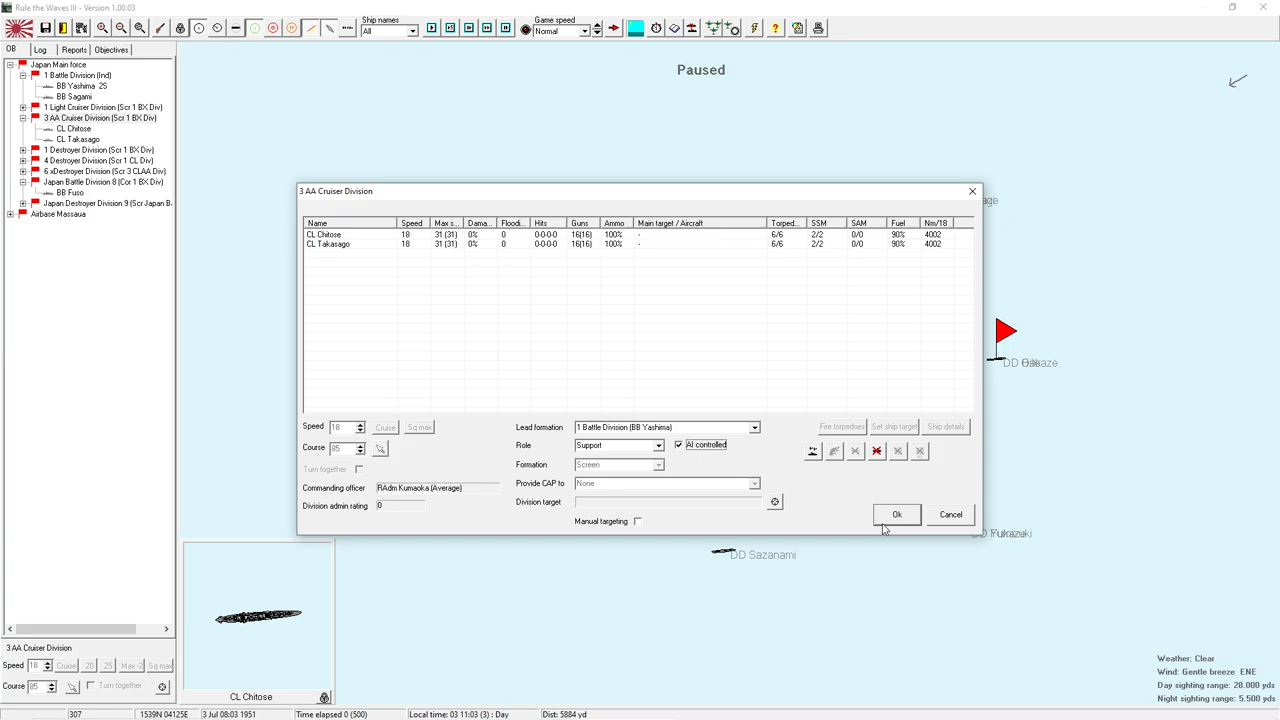 Rule the Waves III - Version 1.00.03
Ship names
All
Game speed
Normal
OB Log Reports Objectives
Japan Main force
1 Battle Division (Ind)
BB Yashima 2S
BB Sagami
1 Light Cruiser Division (Scr 1 BX Div)
3 AA Cruiser Division (Scr 1 BX Div)
CL Chitose
CL Takasago
1 Destroyer Division (Scr 1 BX Div)
4 Destroyer Division (Scr 1 CL Div)
6 xDestroyer Division (Scr 3 CLAA Div)
Japan Battle Division 8 (Cor 1 BX Div)
BB Fuso
Japan Destroyer Division 9 (Scr Japan B
Airbase Massaua
Paused
3 AA Cruiser Division
Name Speed Max s... Dama... Floodi... Hits Guns Ammo Main target / Aircraft Torped... SSM SAM Fuel Nm/18
CL Chitose 18 31 (31) 0% 0 0-0-0-0 16(16) 100% - 6/6 2/2 0/0 90% 4002
CL Takasago 18 31 (31) 0% 0 0-0-0-0 16(16) 100% - 6/6 2/2 0/0 90% 4002
Speed 18 Cruise Sq max
Course 85
Turn together
Commanding officer RAdm Kumaoka (Average)
Division admin rating 0
Lead formation 1 Battle Division (BB Yashima)
Role Support AI controlled
Formation Screen
Provide CAP to None
Division target
Manual targeting
Fire torpedoes Set ship target Ship details
Ok Cancel
DD Sazanami
CL Chitose
3 AA Cruiser Division
Speed 18 Cruise 20 25 Max -2 Sq max
Course 85 Turn together
Weather: Clear
Wind: Gentle breeze ENE
Day sighting range: 28.000 yds
Night sighting range: 5.500 yds
307 1539N 04125E 3 Jul 08:03 1951 Time elapsed 0 (500) Local time: 03 11:03 (3) : Day Dist: 5884 yd